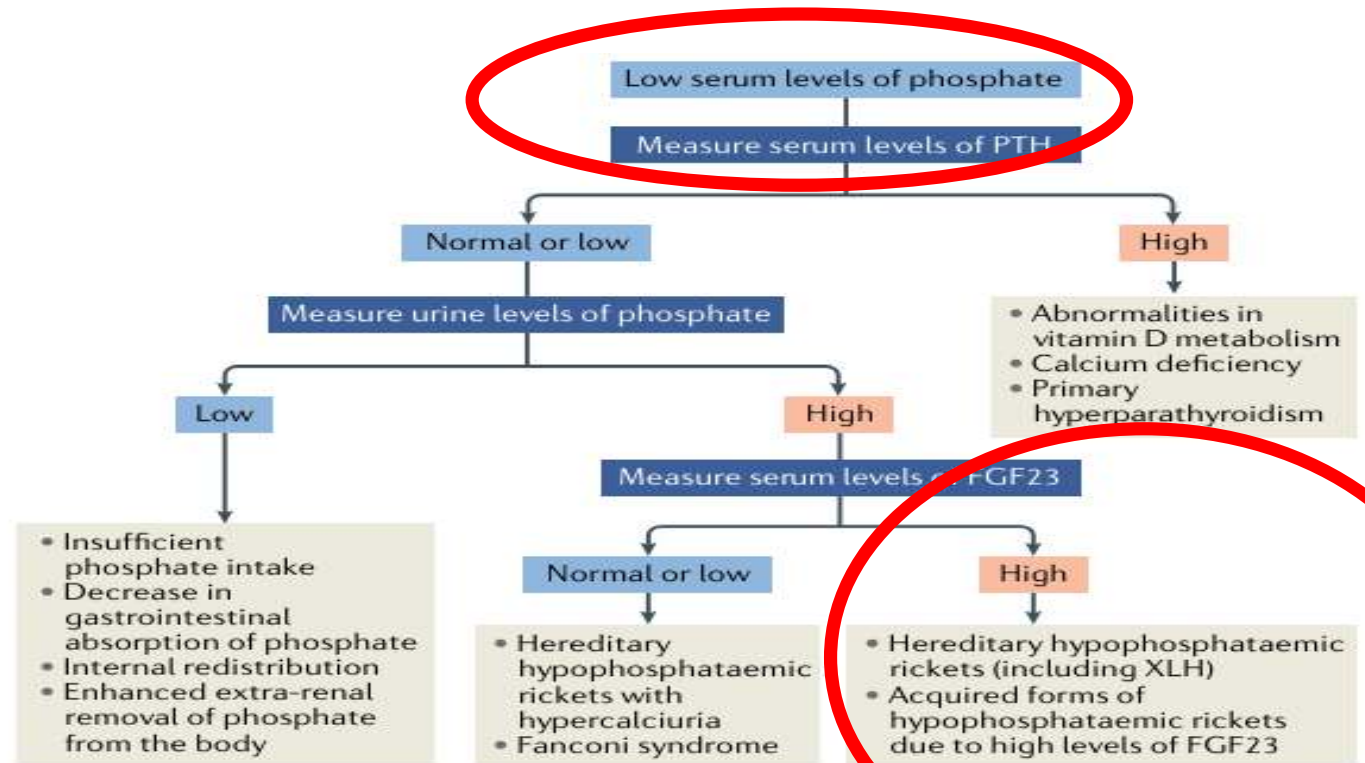 Low serum levels of phosphate
Measure serum levels of PTH
Normal or low
High
Measure urine levels of phosphate
• Abnormalities in
vitamin D metabolism
• Calcium deficiency
• Primary
hyperparathyroidism
Low
High
Measure serum levels of FGF23
• Insufficient
phosphate intake
• Decrease in
gastrointestinal
absorption of phosphate
• Internal redistribution
• Enhanced extra-renal
removal of phosphate
from the body
Normal or low
High
• Hereditary
hypophosphataemic
rickets with
hypercalciuria
• Fanconi syndrome
• Hereditary hypophosphataemic
rickets (including XLH)
• Acquired forms of
hypophosphataemic rickets
due to high levels of FGF23